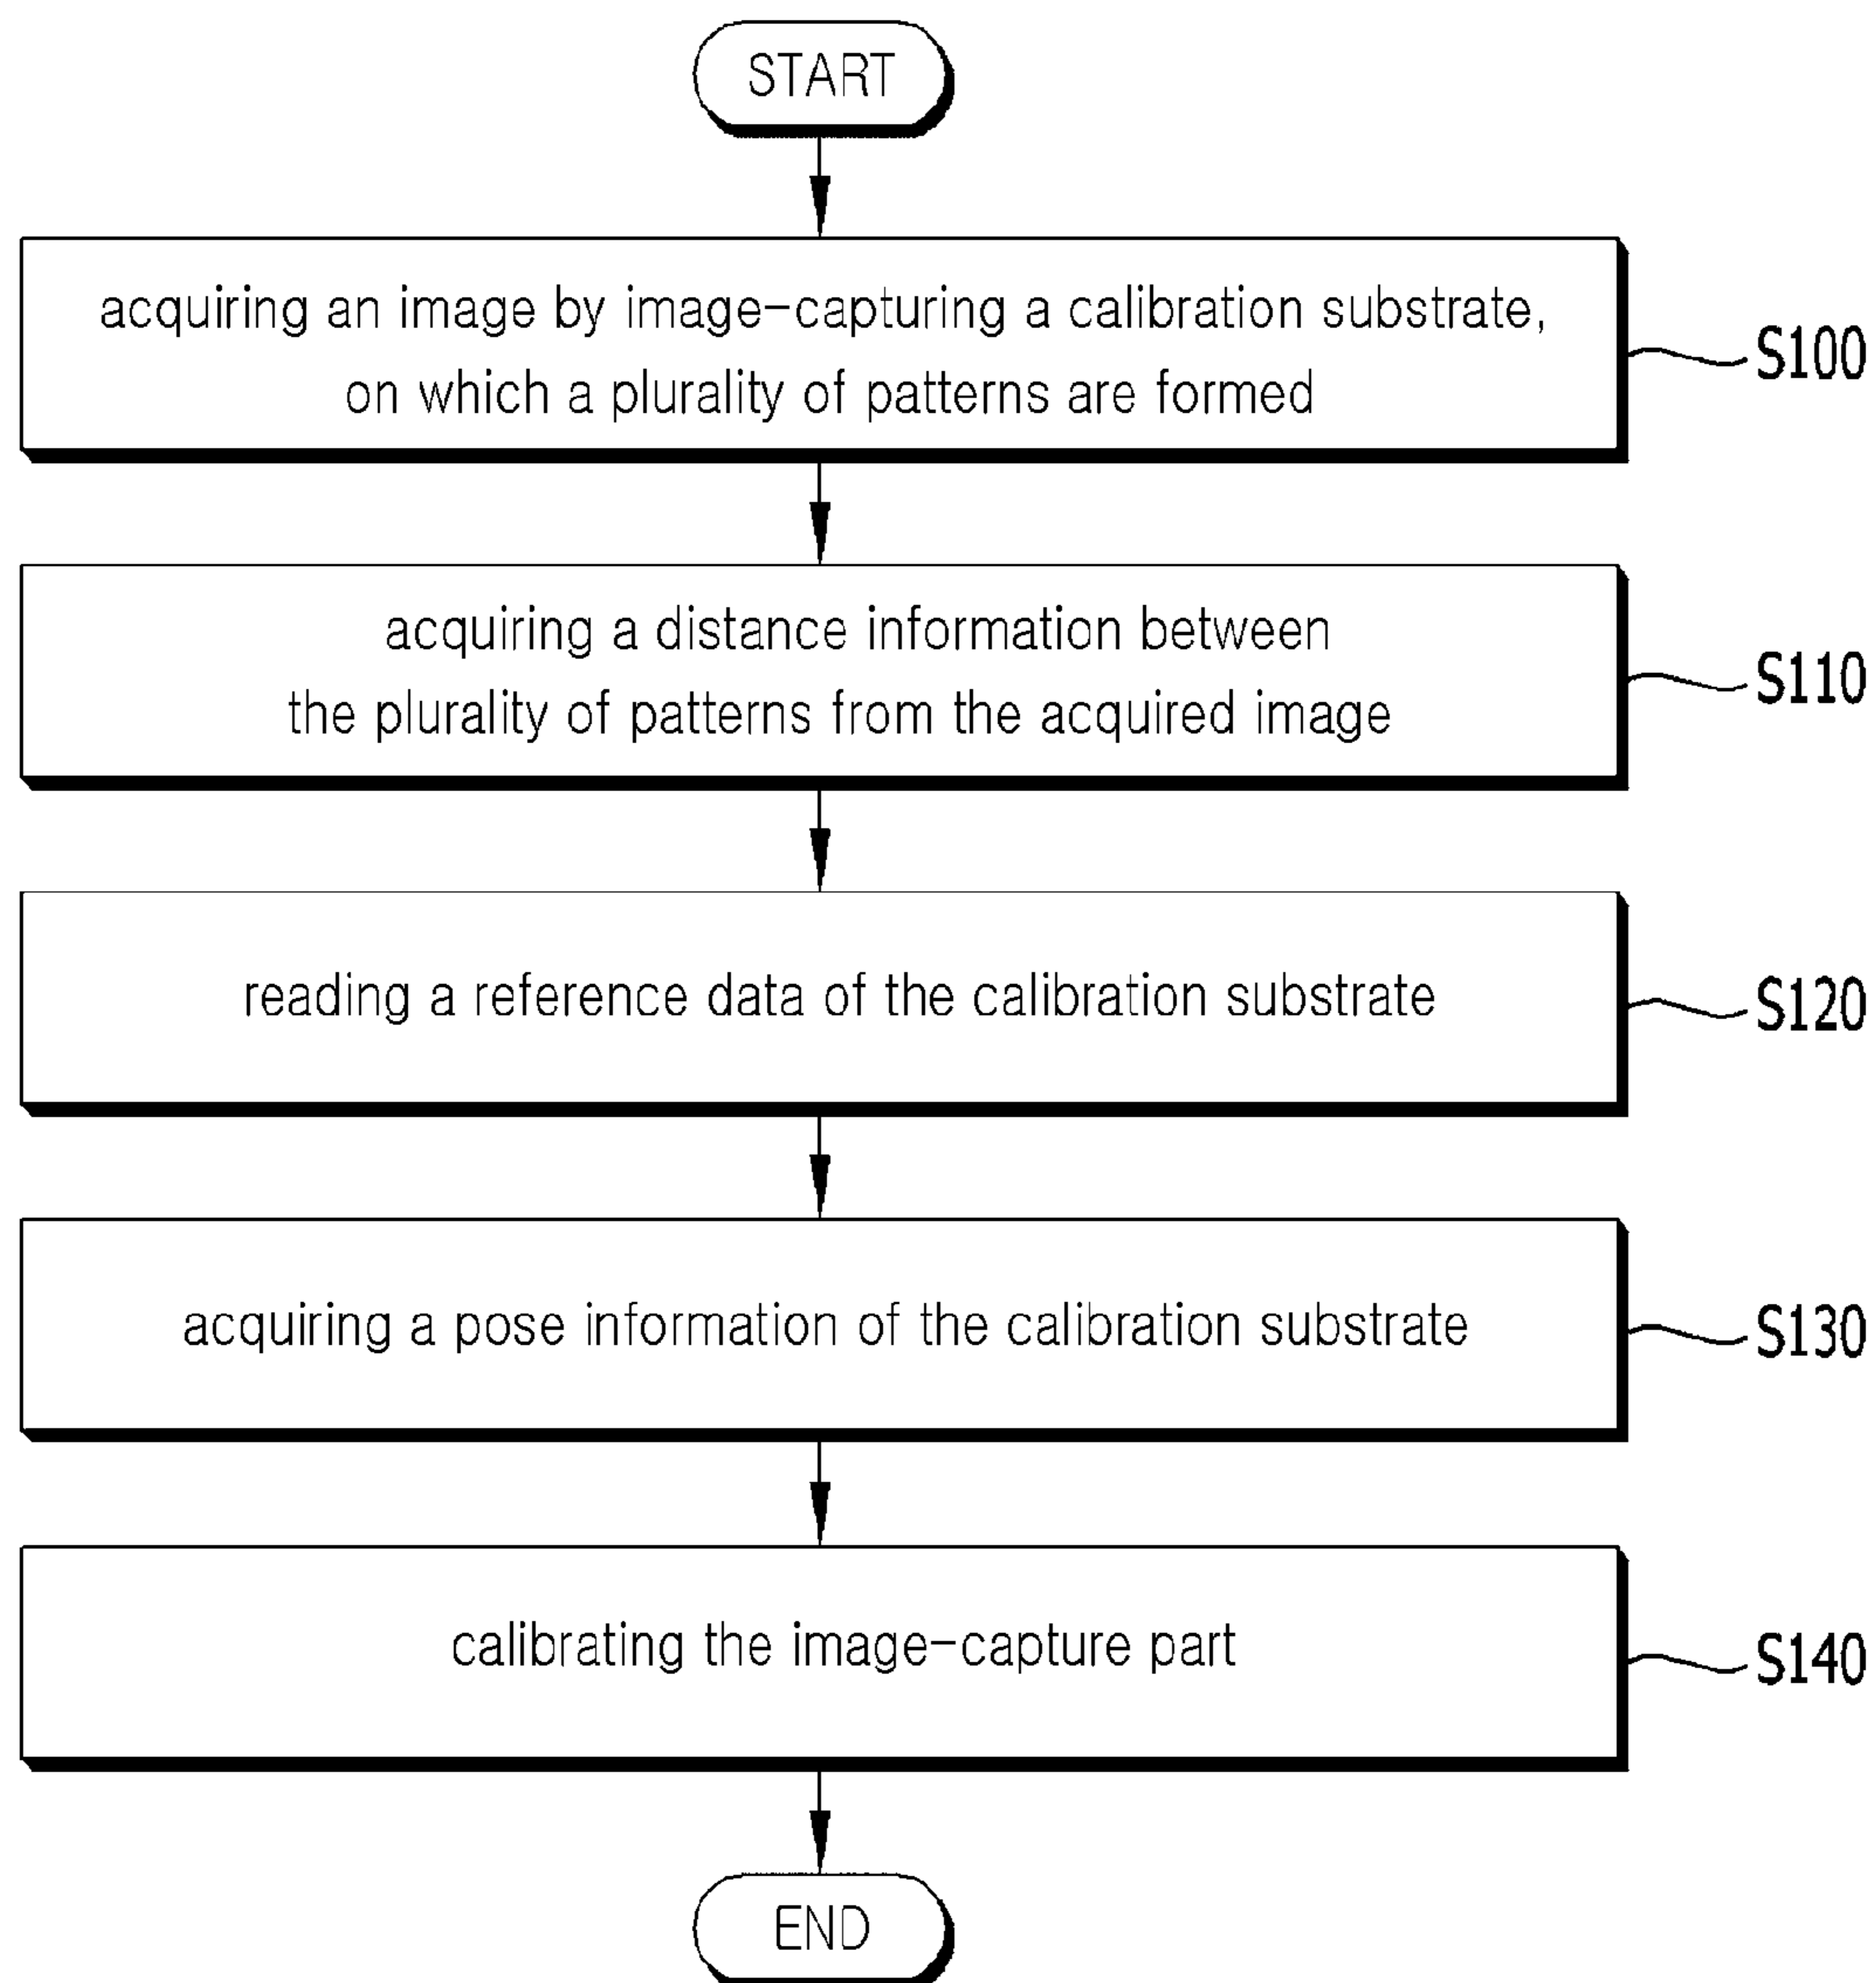 START
acquiring an image by image-capturing a calibration substrate,
on which a plurality of patterns are formed
S100
acquiring a distance information between
the plurality of patterns from the acquired image
S110
reading a reference data of the calibration substrate
S120
acquiring a pose information of the calibration substrate
S130
calibrating the image-capture part
S140
END